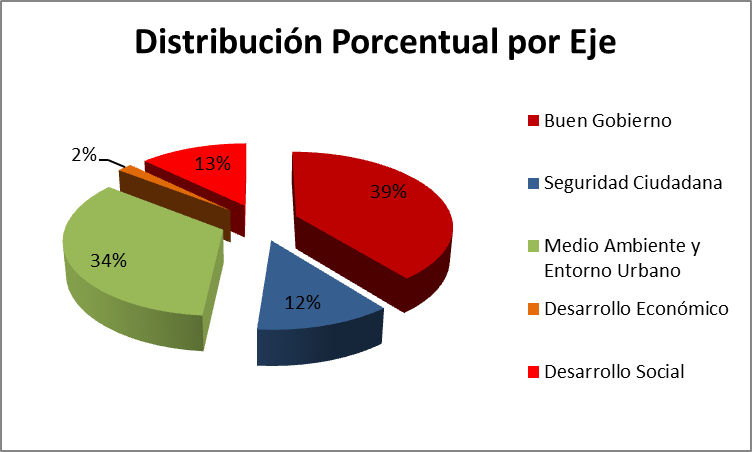 Distribución Porcentual por Eje
2%
13%
39%
34%
12%
Buen Gobierno
Seguridad Ciudadana
Medio Ambiente y
Entorno Urbano
Desarrollo Económico
Desarrollo Social